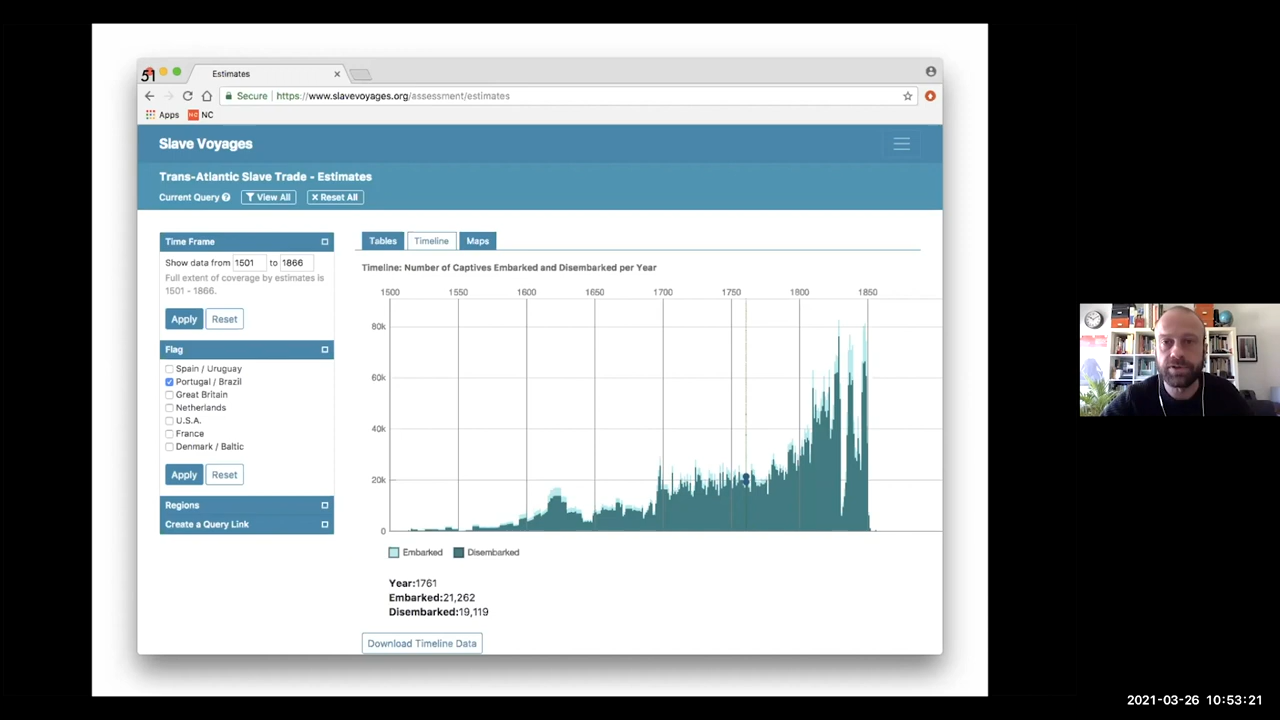 51
Estimates
Secure https://www.slavevoyages.org/assessment/estimates
Apps NC
Slave Voyages
Trans-Atlantic Slave Trade - Estimates
Current Query View All Reset All
Time Frame
Show data from 1501 to 1866
Full extent of coverage by estimates is
1501 - 1866.
Apply Reset
Flag
Spain / Uruguay
Portugal / Brazil
Great Britain
Netherlands
U.S.A.
France
Denmark / Baltic
Apply Reset
Regions
Create a Query Link
Tables Timeline Maps
Timeline: Number of Captives Embarked and Disembarked per Year
1500 1550 1600 1650 1700 1750 1800 1850
80k
60k
40k
20k
0
Embarked Disembarked
Year:1761
Embarked:21,262
Disembarked:19,119
Download Timeline Data
2021-03-26 10:53:21